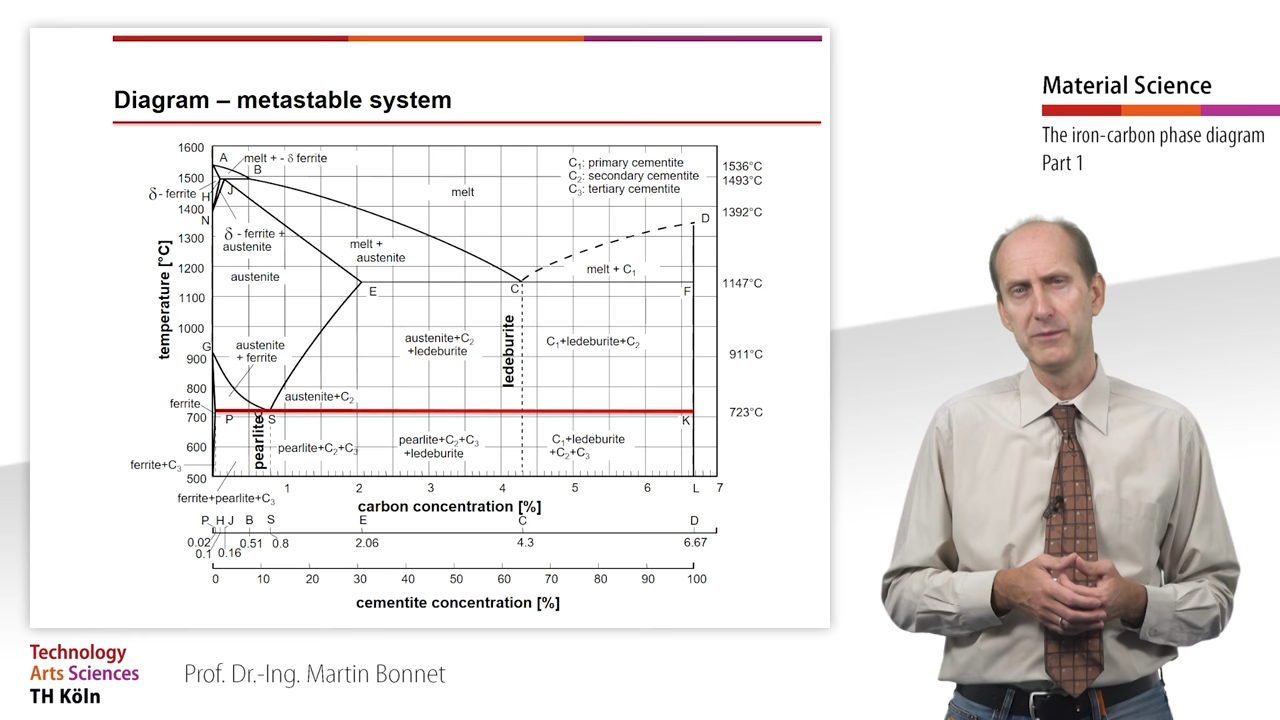 Diagram – metastable system
1600
1500
1400
1300
1200
1100
1000
900
800
700
600
500
temperature [°C]
A
melt + - δ ferrite
B
δ - ferrite
H
J
N
δ - ferrite +
austenite
melt
C₁: primary cementite
C₂: secondary cementite
C₃: tertiary cementite
1536°C
1493°C
1392°C
1147°C
911°C
723°C
D
melt +
austenite
melt + C₁
austenite
E
C
F
G
austenite
+ ferrite
austenite+C₂
+ledeburite
ledeburite
C₁+ledeburite+C₂
austenite+C₂
ferrite
P
S
K
pearlite
pearlite+C₂+C₃
pearlite+C₂+C₃
+ledeburite
C₁+ledeburite
+C₂+C₃
ferrite+C₃
ferrite+pearlite+C₃
1 2 3 4 5 6 L 7
carbon concentration [%]
P H J B S E C D
0.02 0.1 0.16 0.51 0.8 2.06 4.3 6.67
0 10 20 30 40 50 60 70 80 90 100
cementite concentration [%]
Material Science
The iron-carbon phase diagram
Part 1
Technology
Arts Sciences
TH Köln
Prof. Dr.-Ing. Martin Bonnet